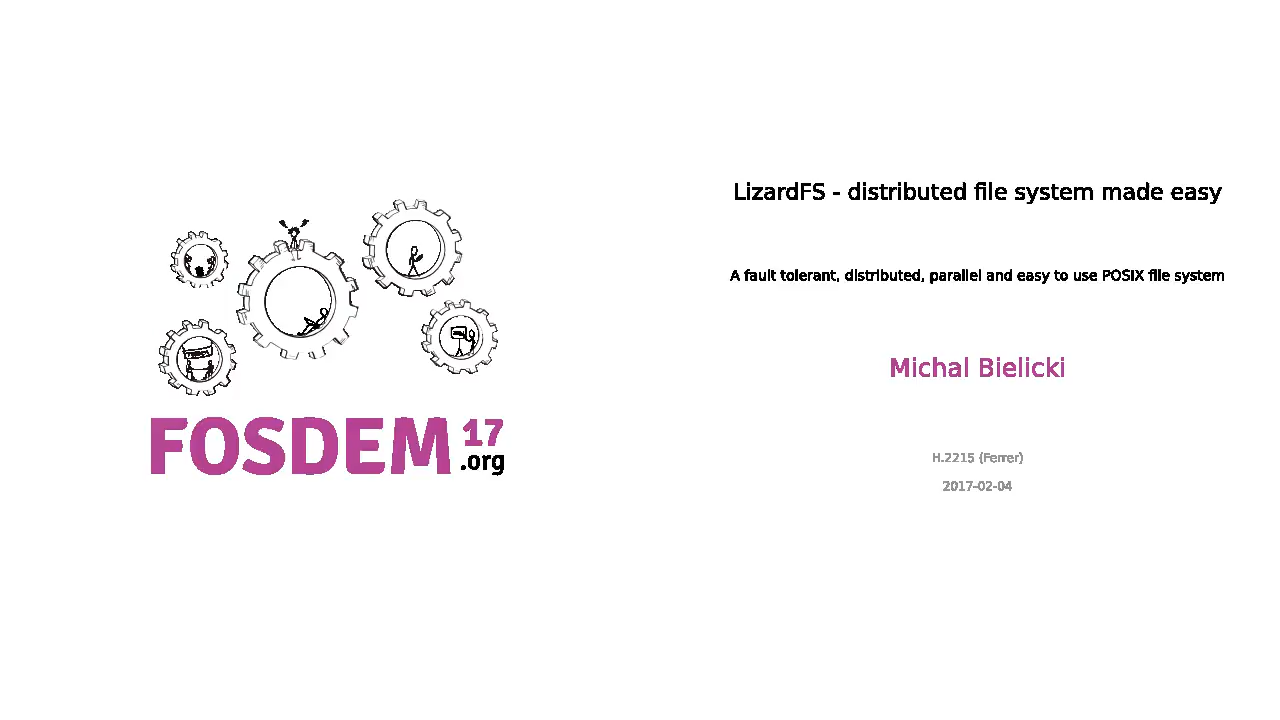 FOSDEM 17
.org
LizardFS - distributed file system made easy
A fault tolerant, distributed, parallel and easy to use POSIX file system
Michal Bielicki
H.2215 (Ferrer)
2017-02-04